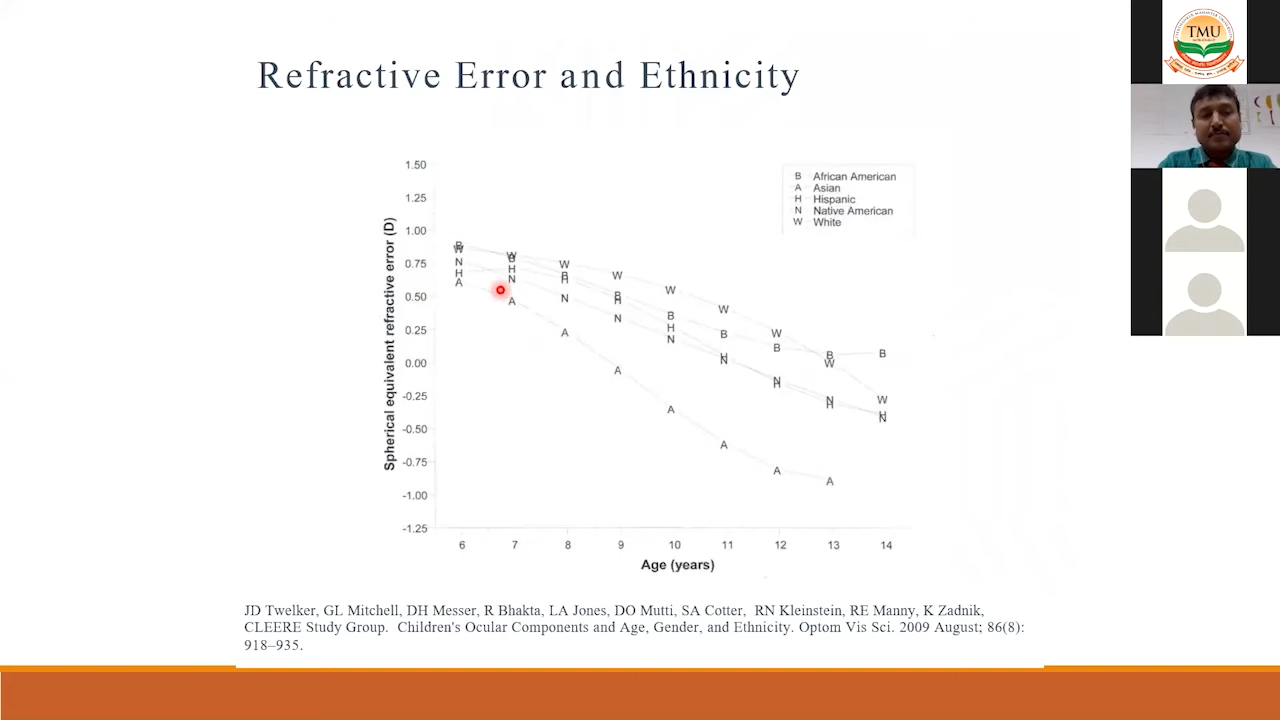 Refractive Error and Ethnicity
TMU
Spherical equivalent refractive error (D)
1.50
1.25
1.00
0.75
0.50
0.25
0.00
-0.25
-0.50
-0.75
-1.00
-1.25
B African American
A Asian
H Hispanic
N Native American
W White
6 7 8 9 10 11 12 13 14
Age (years)
JD Twelker, GL Mitchell, DH Messer, R Bhakta, LA Jones, DO Mutti, SA Cotter, RN Kleinstein, RE Manny, K Zadnik,
CLEERE Study Group. Children's Ocular Components and Age, Gender, and Ethnicity. Optom Vis Sci. 2009 August; 86(8):
918–935.